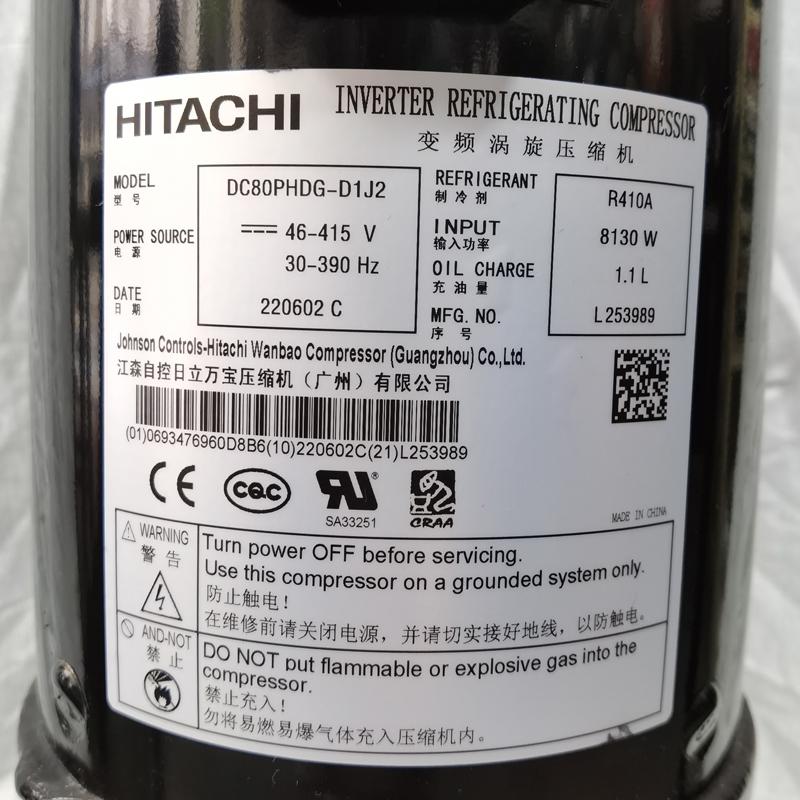 HITACHI
INVERTER REFRIGERATING COMPRESSOR
变频涡旋压缩机
MODEL DC80PHDG-D1J2
型号
POWER SOURCE 46-415 V
电源 30-390 Hz
DATE 220602 C
日期
REFRIGERANT R410A
制冷剂
INPUT 8130 W
输入功率
OIL CHARGE 1.1 L
充油量
MFG. NO. L253989
序号
Johnson Controls-Hitachi Wanbao Compressor (Guangzhou) Co., Ltd.
江森自控日立万宝压缩机（广州）有限公司
(01)0693476960D8B6(10)220602C(21)L253989
CE CQC RU® CRAA
SA33251
MADE IN CHINA
WARNING
警告
Turn power OFF before servicing.
Use this compressor on a grounded system only.
防止触电！
在维修前请关闭电源，并请切实接好地线，以防触电。
AND-NOT
禁止
DO NOT put flammable or explosive gas into the
compressor.
禁止充入！
勿将易燃易爆气体充入压缩机内。